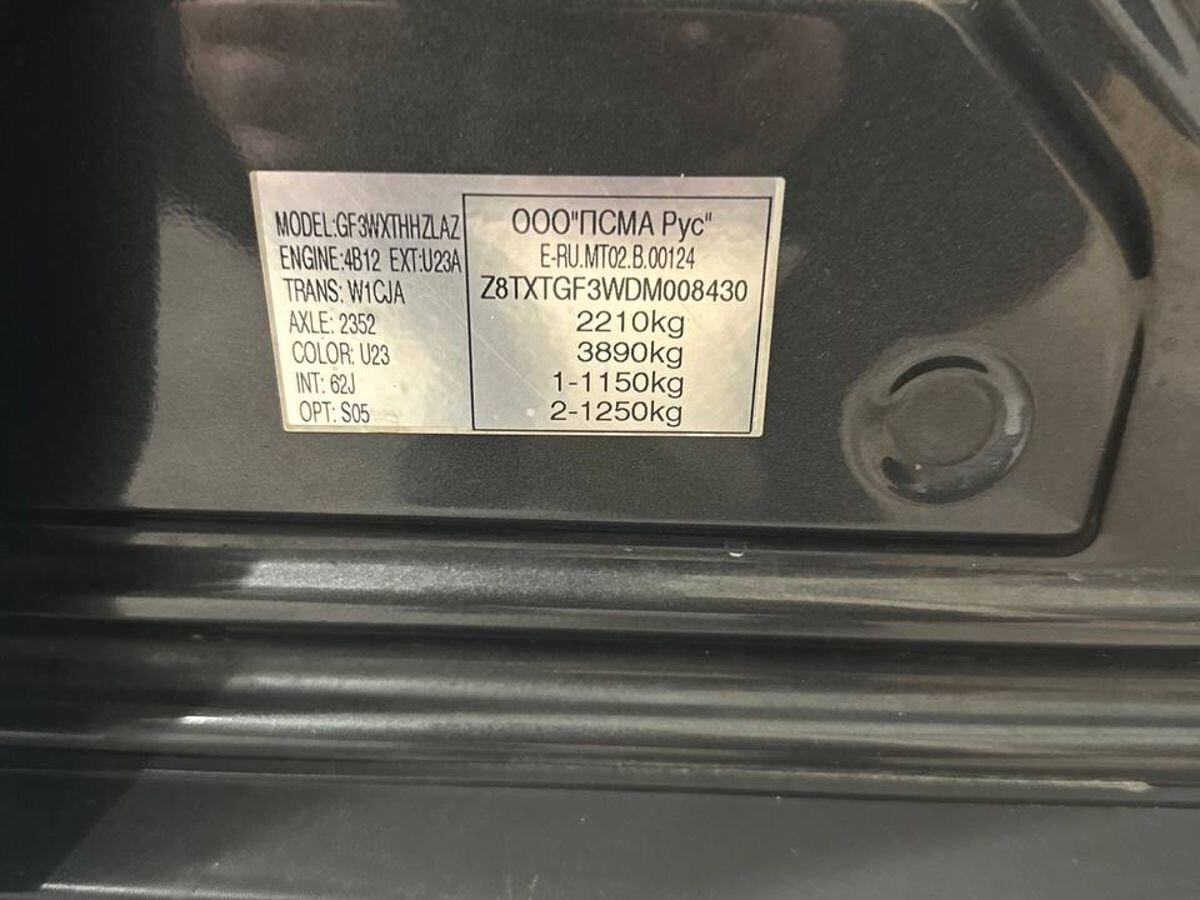 MODEL:GF3WXTHHZLAZ
ENGINE:4B12 EXT:U23A
TRANS: W1CJA
AXLE: 2352
COLOR: U23
INT: 62J
OPT: S05
ООО"ПСМА Рус"
E-RU.MT02.B.00124
Z8TXTGF3WDM008430
2210kg
3890kg
1-1150kg
2-1250kg